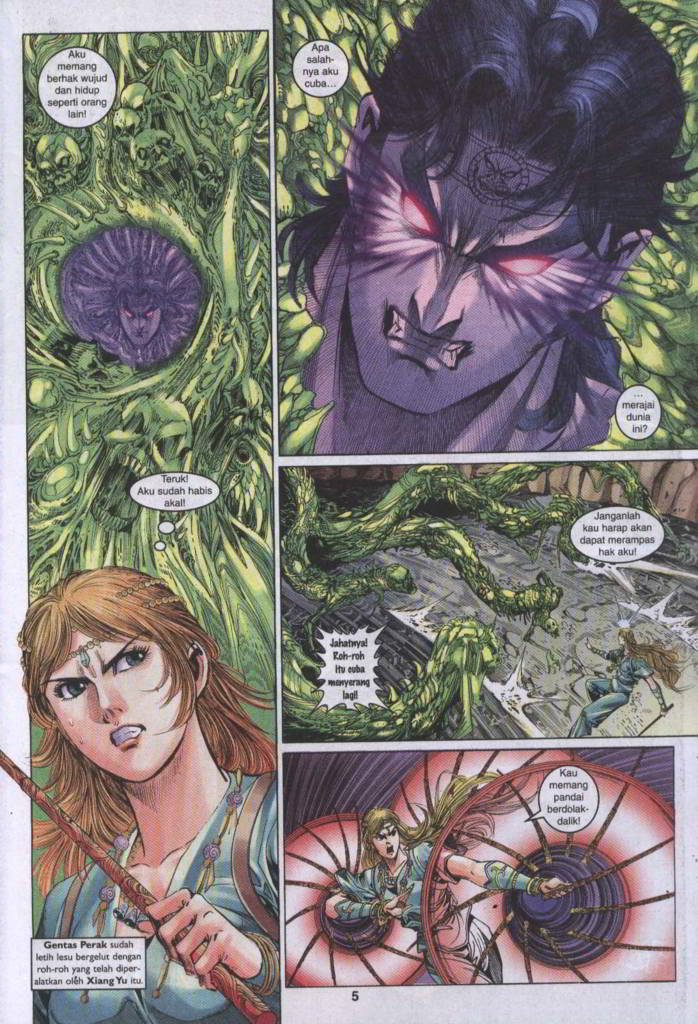 Aku
memang
berhak wujud
dan hidup
seperti orang
lain!
Teruk!
Aku sudah habis
akal!
Gentas Perak sudah
letih lesu bergelut dengan
roh-roh yang telah diper-
alatkan oleh Xiang Yu itu.
Apa
salah-
nya aku
cuba...
...
merajai
dunia
ini?
Janganlah
kau harap akan
dapat merampas
hak aku!
Jahatnya!
Roh-roh
itu cuba
menyerang
lagi!
Kau
memang
pandai
berdolak-
dalik!
5